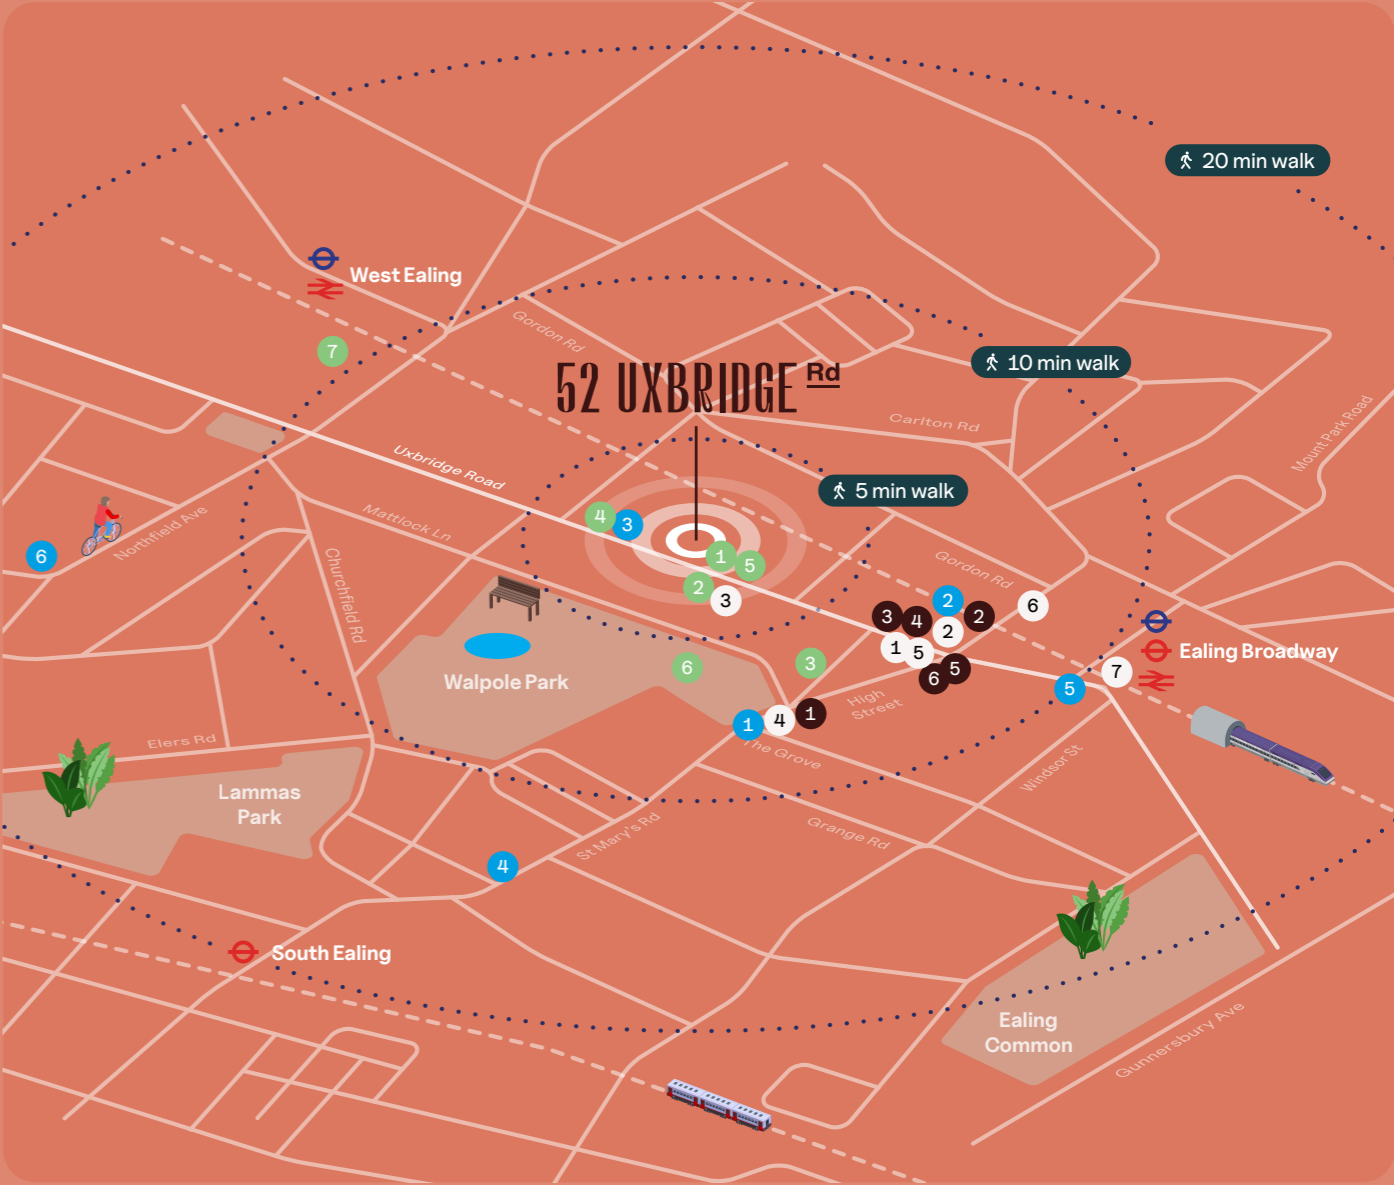 20 min walk
West Ealing
7
Gordon Rd
10 min walk
52 UXBRIDGE Rd
Carlton Rd
Mount Park Road
Uxbridge Road
5 min walk
Mattlock Ln
4
3
Northfield Ave
6
Churchfield Rd
1
5
2
3
Gordon Rd
2
6
3
4
2
2
1
5
5
6
Ealing Broadway
7
5
3
6
Walpole Park
High
Street
1
4
1
The Grove
Elers Rd
Windsor St
Lammas
Park
St Mary's Rd
Grange Rd
4
South Ealing
Ealing
Common
Gunnersbury Ave